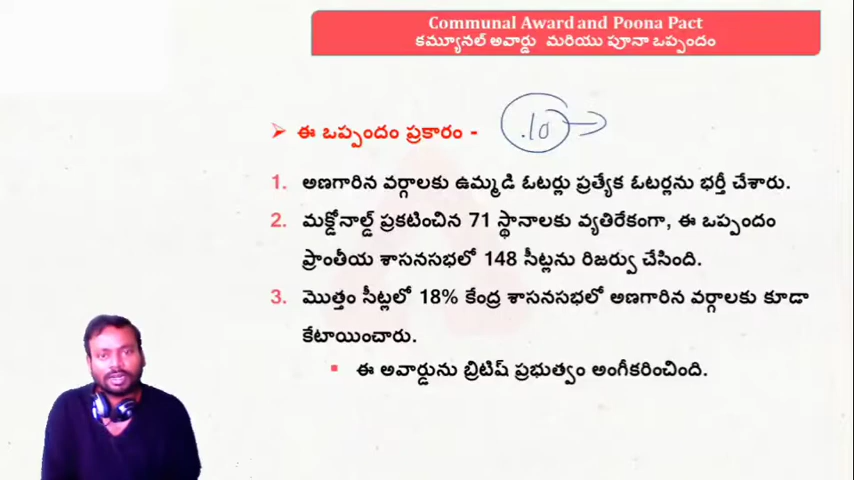 Communal Award and Poona Pact
కమ్యూనల్ అవార్డు మరియు పూనా ఒప్పందం
➢ ఈ ఒప్పందం ప్రకారం - .10
1. అణగారిన వర్గాలకు ఉమ్మడి ఓటర్లు ప్రత్యేక ఓటర్లను భర్తీ చేశారు.
2. మక్డోనాల్డ్ ప్రకటించిన 71 స్థానాలకు వ్యతిరేకంగా, ఈ ఒప్పందం
ప్రాంతీయ శాసనసభలో 148 సీట్లను రిజర్వు చేసింది.
3. మొత్తం సీట్లలో 18% కేంద్ర శాసనసభలో అణగారిన వర్గాలకు కూడా
కేటాయించారు.
▪ ఈ అవార్డును బ్రిటిష్ ప్రభుత్వం అంగీకరించింది.